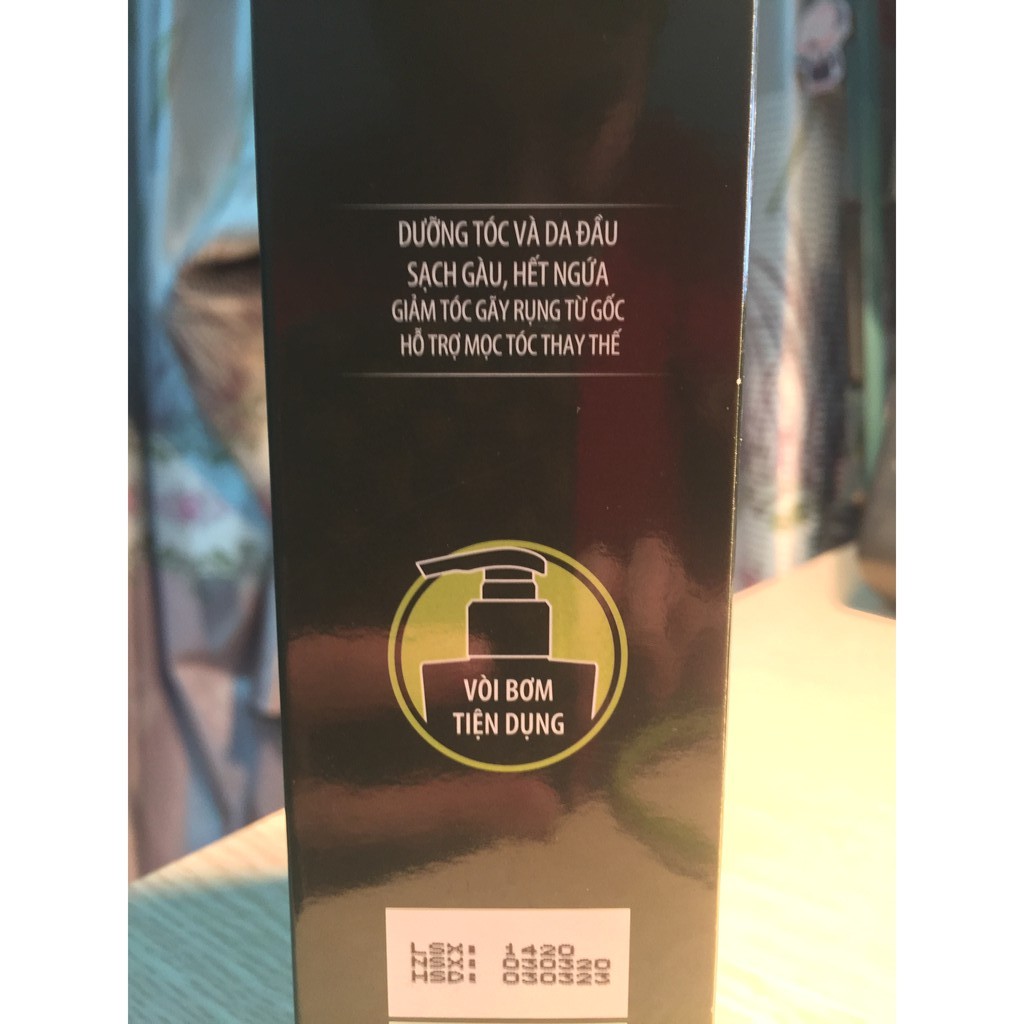 DƯỠNG TÓC VÀ DA ĐẦU
SẠCH GÀU, HẾT NGỨA
GIẢM TÓC GÃY RỤNG TỪ GỐC
HỖ TRỢ MỌC TÓC THAY THẾ
VÒI BƠM
TIỆN DỤNG
LSX: 1420
NSX: 030320
HSD: 030323